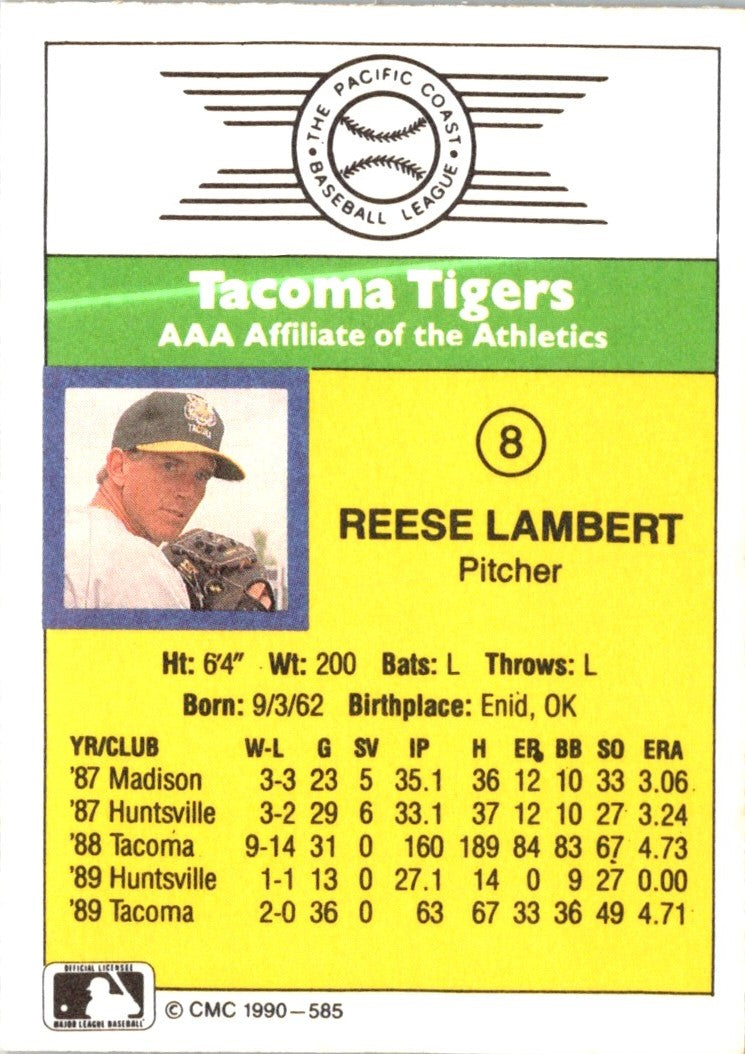 THE PACIFIC COAST
• BASEBALL LEAGUE •
Tacoma Tigers
AAA Affiliate of the Athletics
TACOMA
8
REESE LAMBERT
Pitcher
Ht: 6'4" Wt: 200 Bats: L Throws: L
Born: 9/3/62 Birthplace: Enid, OK
YR/CLUB W-L G SV IP H ER BB SO ERA
'87 Madison 3-3 23 5 35.1 36 12 10 33 3.06
'87 Huntsville 3-2 29 6 33.1 37 12 10 27 3.24
'88 Tacoma 9-14 31 0 160 189 84 83 67 4.73
'89 Huntsville 1-1 13 0 27.1 14 0 9 27 0.00
'89 Tacoma 2-0 36 0 63 67 33 36 49 4.71
OFFICIAL LICENSEE
MAJOR LEAGUE BASEBALL
© CMC 1990—585